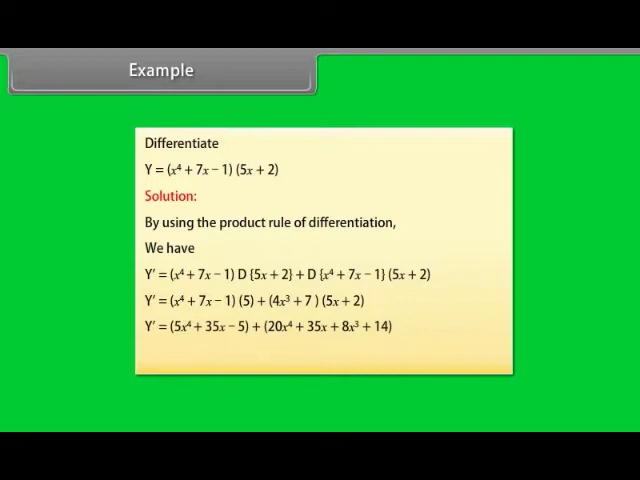 Example
Differentiate
Y = (x⁴ + 7x − 1) (5x + 2)
Solution:
By using the product rule of differentiation,
We have
Y′ = (x⁴ + 7x − 1) D {5x + 2} + D {x⁴ + 7x − 1} (5x + 2)
Y′ = (x⁴ + 7x − 1) (5) + (4x³ + 7 ) (5x + 2)
Y′ = (5x⁴ + 35x − 5) + (20x⁴ + 35x + 8x³ + 14)